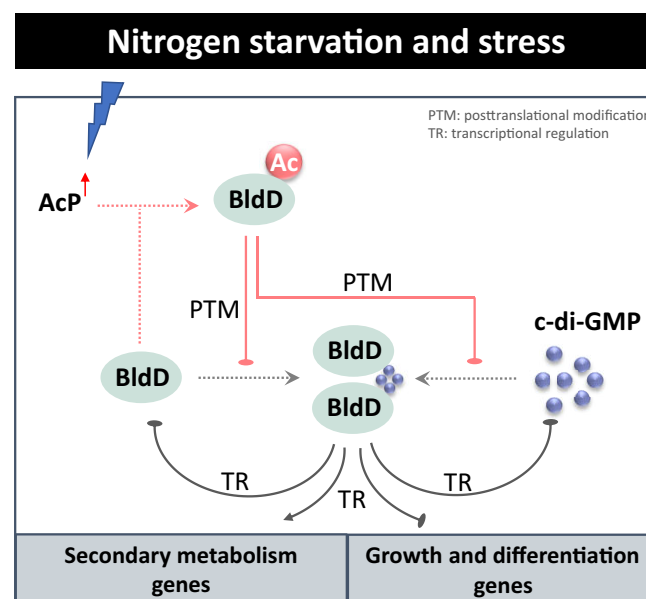 Nitrogen starvation and stress
PTM: posttranslational modification
TR: transcriptional regulation
Ac
AcP
BldD
PTM
PTM
c-di-GMP
BldD
BldD
BldD
TR
TR
TR
Secondary metabolism
genes
Growth and differentiation
genes